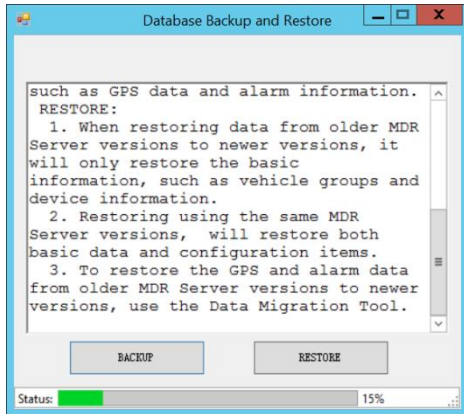 Database Backup and Restore
such as GPS data and alarm information.
RESTORE:
1. When restoring data from older MDR
Server versions to newer versions, it
will only restore the basic
information, such as vehicle groups and
device information.
2. Restoring using the same MDR
Server versions, will restore both
basic data and configuration items.
3. To restore the GPS and alarm data
from older MDR Server versions to newer
versions, use the Data Migration Tool.
BACKUP RESTORE
Status: 15%